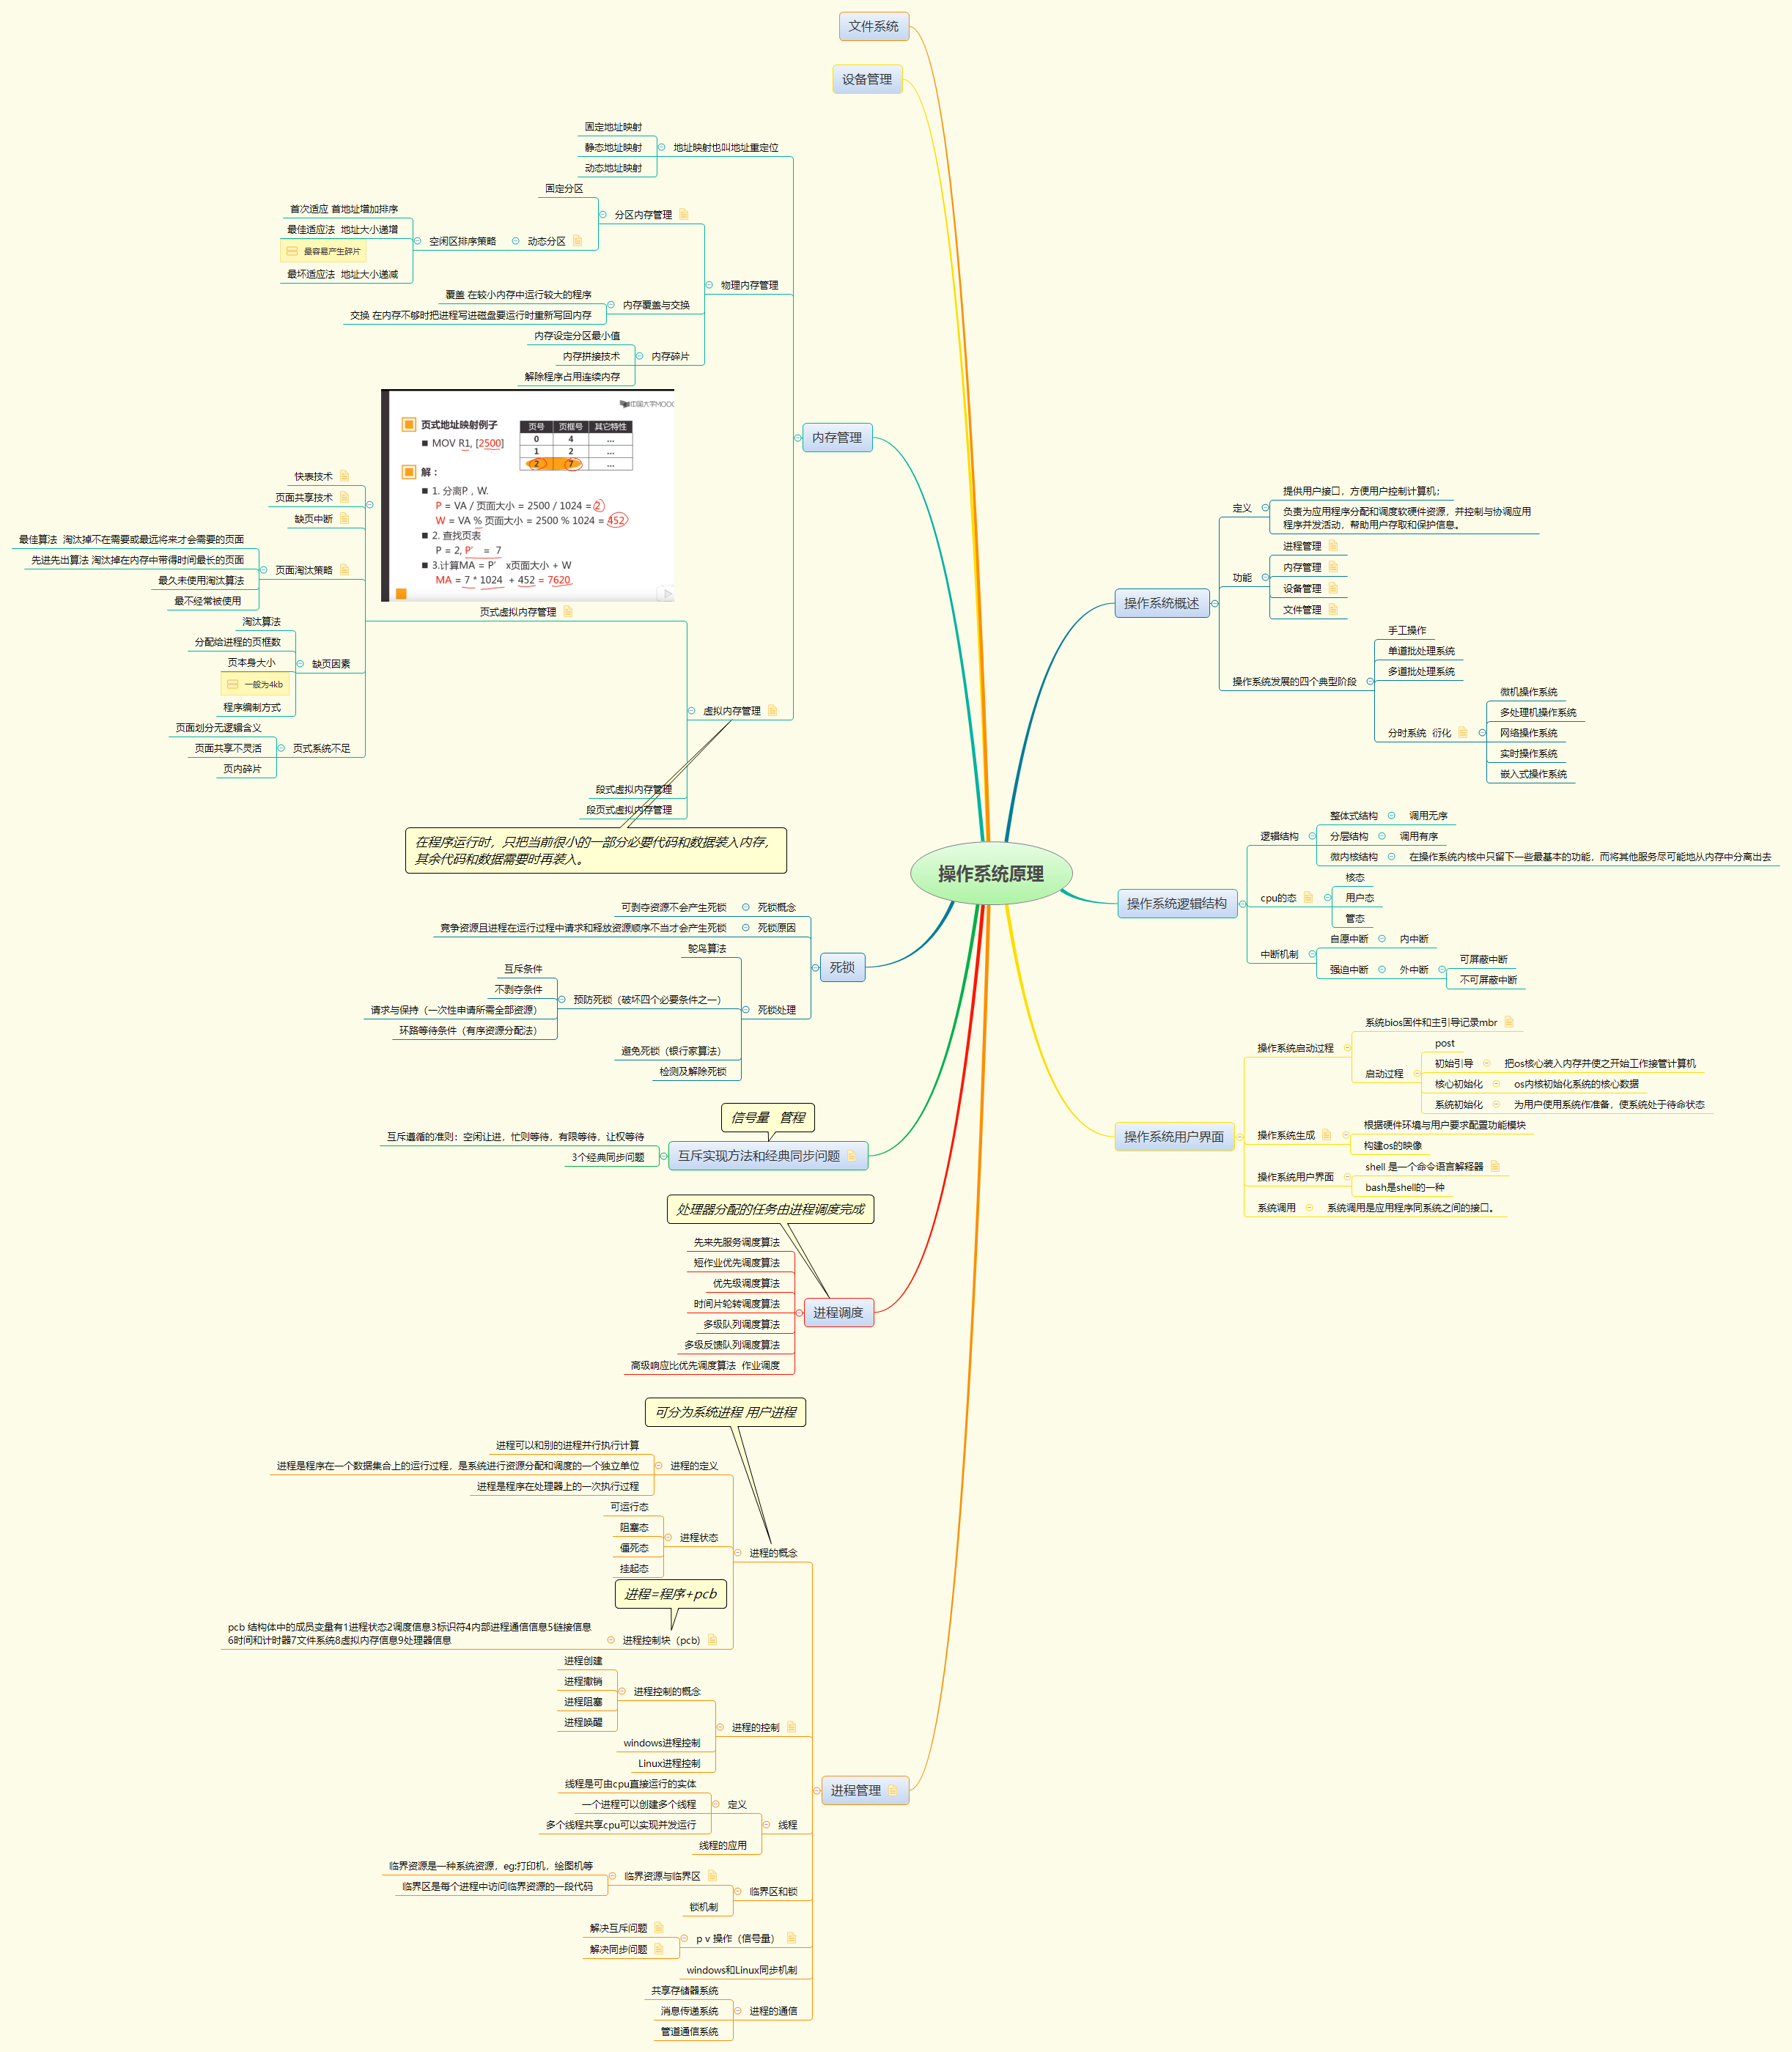 操作系统原理
操作系统概述
定义
提供用户接口，方便用户控制计算机；
负责为应用程序分配和调度软硬件资源，并控制与协调应用
程序并发活动，帮助用户存取和保护信息。
功能
进程管理
内存管理
设备管理
文件管理
操作系统发展的四个典型阶段
手工操作
单道批处理系统
多道批处理系统
分时系统 衍化
微机操作系统
多处理机操作系统
网络操作系统
实时操作系统
嵌入式操作系统
操作系统逻辑结构
逻辑结构
整体式结构
调用无序
分层结构
调用有序
微内核结构
在操作系统内核中只留下一些最基本的功能，而将其他服务尽可能地从内存中分离出去
cpu的态
核态
用户态
管态
中断机制
自愿中断
内中断
强迫中断
外中断
可屏蔽中断
不可屏蔽中断
操作系统用户界面
操作系统启动过程
系统bios固件和主引导记录mbr
启动过程
post
初始引导
把os核心装入内存并使之开始工作接管计算机
核心初始化
os内核初始化系统的核心数据
系统初始化
为用户使用系统作准备，使系统处于待命状态
操作系统生成
根据硬件环境与用户要求配置功能模块
构建os的映像
操作系统用户界面
shell 是一个命令语言解释器
bash是shell的一种
系统调用
系统调用是应用程序同系统之间的接口。
文件系统
设备管理
内存管理
地址映射也叫地址重定位
固定地址映射
静态地址映射
动态地址映射
物理内存管理
分区内存管理
固定分区
动态分区
空闲区排序策略
首次适应 首地址增加排序
最佳适应法 地址大小递增
最容易产生碎片
最坏适应法 地址大小递减
内存覆盖与交换
覆盖 在较小内存中运行较大的程序
交换 在内存不够时把进程写进磁盘要运行时重新写回内存
内存碎片
内存设定分区最小值
内存拼接技术
解除程序占用连续内存
虚拟内存管理
在程序运行时，只把当前很小的一部分必要代码和数据装入内存，
其余代码和数据需要时再装入。
中国大学MOOC
页式地址映射例子
MOV R1, [2500]
页号 页框号 其它特性
0 4 ...
1 2 ...
2 7 ...
解：
1. 分离P，W.
P = VA / 页面大小 = 2500 / 1024 = 2
W = VA % 页面大小 = 2500 % 1024 = 452
2. 查找页表
P = 2, P′ = 7
3.计算MA = P′ x页面大小 + W
MA = 7 * 1024 + 452 = 7620
页式虚拟内存管理
快表技术
页面共享技术
缺页中断
页面淘汰策略
最佳算法 淘汰掉不在需要或最远将来才会需要的页面
先进先出算法 淘汰掉在内存中带得时间最长的页面
最久未使用淘汰算法
最不经常被使用
缺页因素
淘汰算法
分配给进程的页框数
页本身大小
一般为4kb
程序编制方式
页式系统不足
页面划分无逻辑含义
页面共享不灵活
页内碎片
段式虚拟内存管理
段页式虚拟内存管理
死锁
死锁概念
可剥夺资源不会产生死锁
死锁原因
竟争资源且进程在运行过程中请求和释放资源顺序不当才会产生死锁
死锁处理
鸵鸟算法
预防死锁（破坏四个必要条件之一）
互斥条件
不剥夺条件
请求与保持（一次性申请所需全部资源）
环路等待条件（有序资源分配法）
避免死锁（银行家算法）
检测及解除死锁
信号量 管程
互斥实现方法和经典同步问题
互斥遵循的准则：空闲让进，忙则等待，有限等待，让权等待
3个经典同步问题
处理器分配的任务由进程调度完成
进程调度
先来先服务调度算法
短作业优先调度算法
优先级调度算法
时间片轮转调度算法
多级队列调度算法
多级反馈队列调度算法
高级响应比优先调度算法 作业调度
进程管理
可分为系统进程 用户进程
进程的概念
进程的定义
进程可以和别的进程并行执行计算
进程是程序在一个数据集合上的运行过程，是系统进行资源分配和调度的一个独立单位
进程是程序在处理器上的一次执行过程
进程状态
可运行态
阻塞态
僵死态
挂起态
进程=程序+pcb
进程控制块（pcb)
pcb 结构体中的成员变量有1进程状态2调度信息3标识符4内部进程通信信息5链接信息
6时间和计时器7文件系统8虚拟内存信息9处理器信息
进程的控制
进程控制的概念
进程创建
进程撤销
进程阻塞
进程唤醒
windows进程控制
Linux进程控制
线程
定义
线程是可由cpu直接运行的实体
一个进程可以创建多个线程
多个线程共享cpu可以实现并发运行
线程的应用
临界区和锁
临界资源与临界区
临界资源是一种系统资源，eg:打印机，绘图机等
临界区是每个进程中访问临界资源的一段代码
锁机制
p v 操作（信号量）
解决互斥问题
解决同步问题
windows和Linux同步机制
进程的通信
共享存储器系统
消息传递系统
管道通信系统